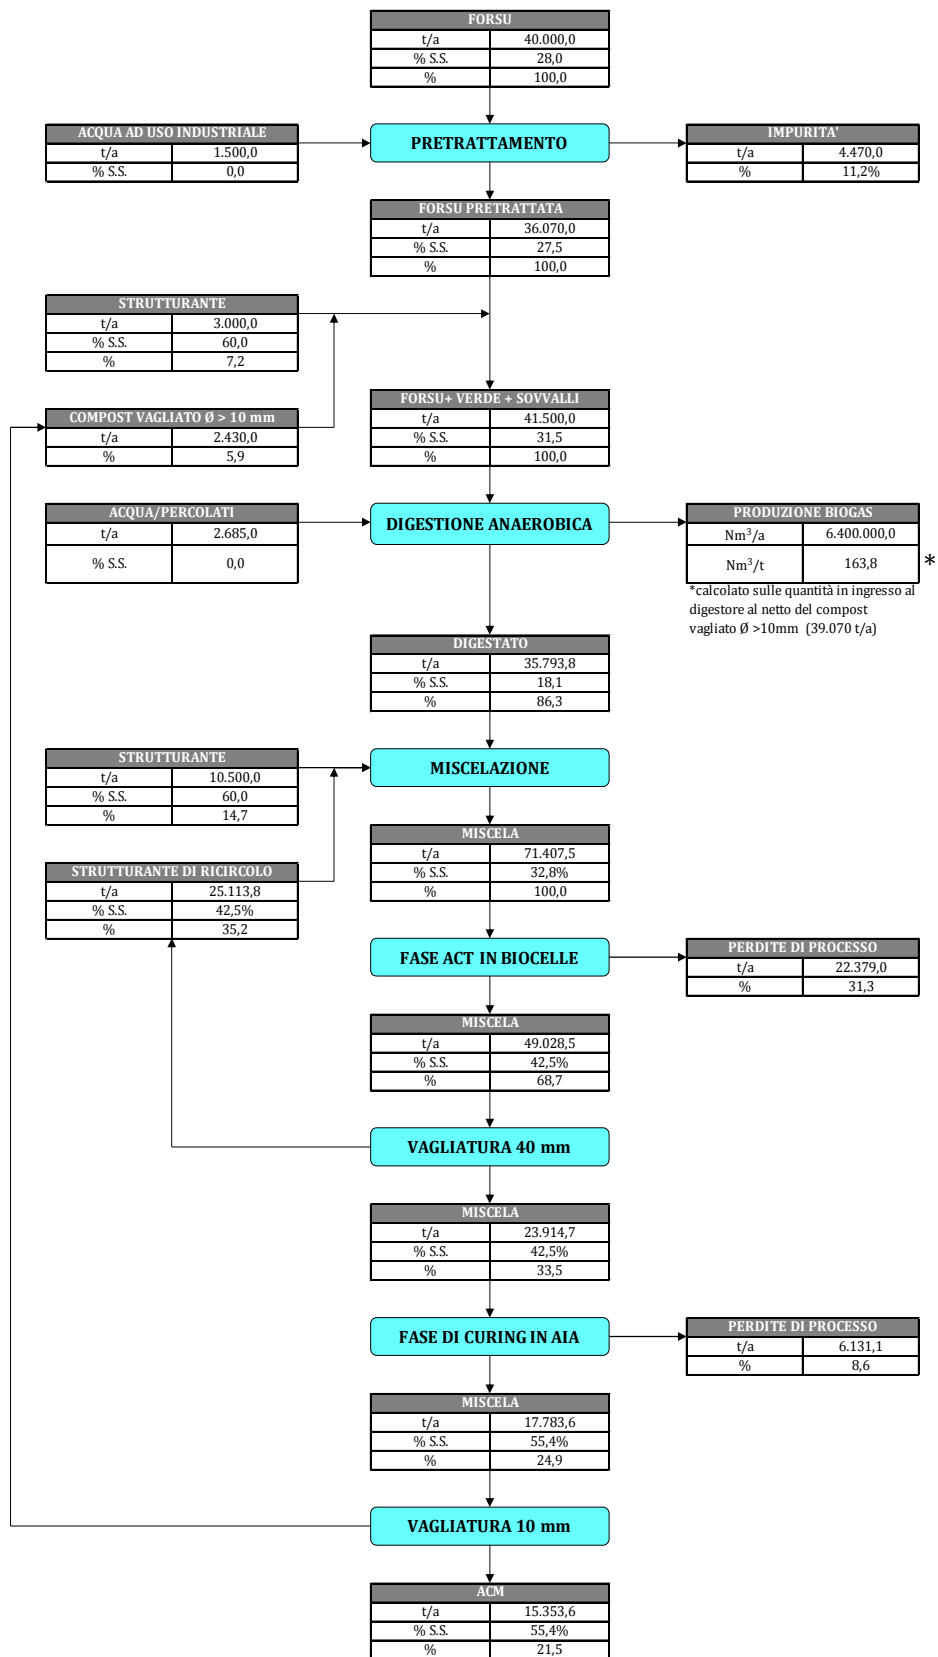 FORSU
t/a 40.000,0
% S.S. 28,0
% 100,0
ACQUA AD USO INDUSTRIALE
t/a 1.500,0
% S.S. 0,0
PRETRATTAMENTO
IMPURITA'
t/a 4.470,0
% 11,2%
FORSU PRETRATTATA
t/a 36.070,0
% S.S. 27,5
% 100,0
STRUTTURANTE
t/a 3.000,0
% S.S. 60,0
% 7,2
COMPOST VAGLIATO Ø > 10 mm
t/a 2.430,0
% 5,9
FORSU+ VERDE + SOVVALLI
t/a 41.500,0
% S.S. 31,5
% 100,0
ACQUA/PERCOLATI
t/a 2.685,0
% S.S. 0,0
DIGESTIONE ANAEROBICA
PRODUZIONE BIOGAS
Nm³/a 6.400.000,0
Nm³/t 163,8 *
*calcolato sulle quantità in ingresso al
digestore al netto del compost
vagliato Ø >10mm (39.070 t/a)
DIGESTATO
t/a 35.793,8
% S.S. 18,1
% 86,3
STRUTTURANTE
t/a 10.500,0
% S.S. 60,0
% 14,7
MISCELAZIONE
MISCELA
t/a 71.407,5
% S.S. 32,8%
% 100,0
STRUTTURANTE DI RICIRCOLO
t/a 25.113,8
% S.S. 42,5%
% 35,2
FASE ACT IN BIOCELLE
PERDITE DI PROCESSO
t/a 22.379,0
% 31,3
MISCELA
t/a 49.028,5
% S.S. 42,5%
% 68,7
VAGLIATURA 40 mm
MISCELA
t/a 23.914,7
% S.S. 42,5%
% 33,5
FASE DI CURING IN AIA
PERDITE DI PROCESSO
t/a 6.131,1
% 8,6
MISCELA
t/a 17.783,6
% S.S. 55,4%
% 24,9
VAGLIATURA 10 mm
ACM
t/a 15.353,6
% S.S. 55,4%
% 21,5